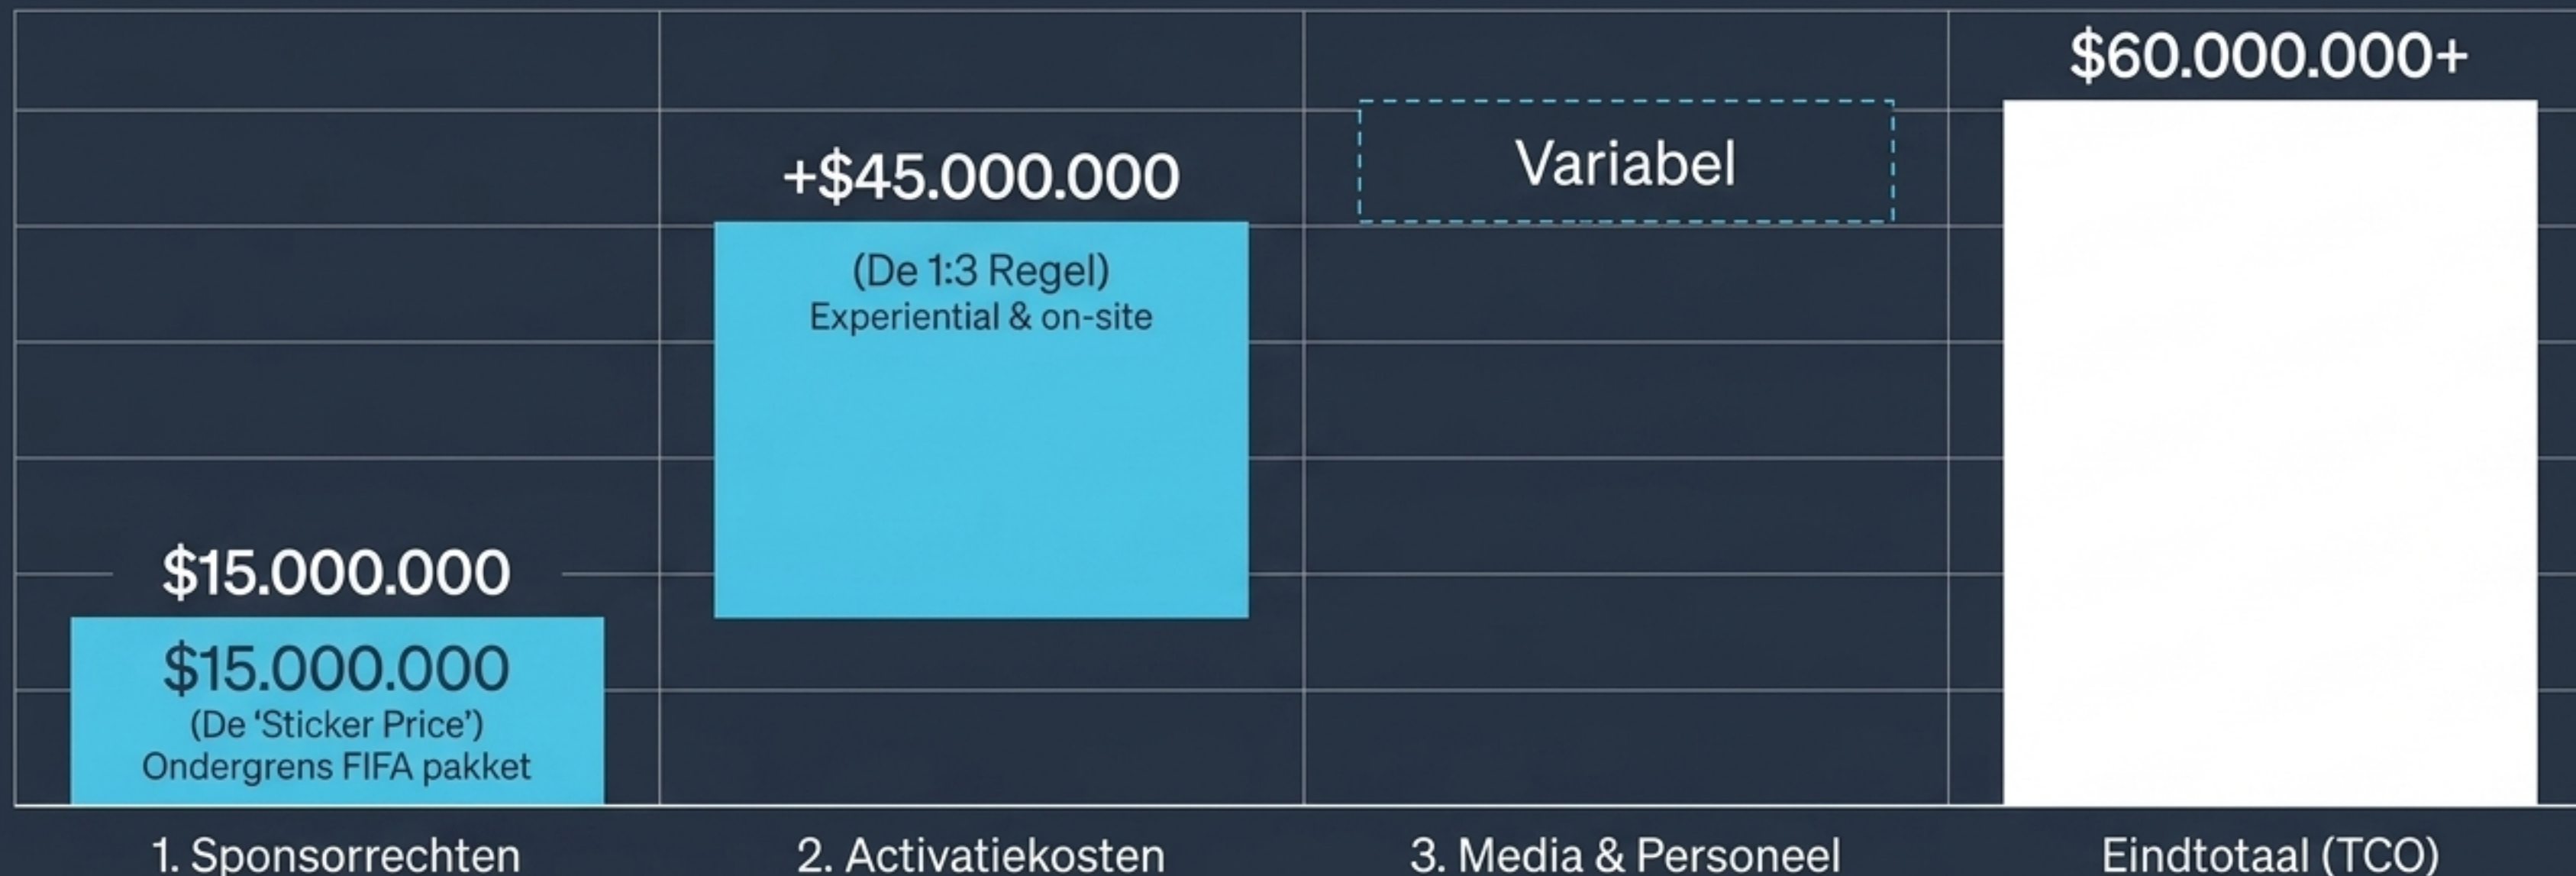 $15.000.000
$15.000.000
(De ‘Sticker Price’)
Ondergrens FIFA pakket
1. Sponsorrechten
+$45.000.000
(De 1:3 Regel)
Experiential & on-site
2. Activatiekosten
Variabel
3. Media & Personeel
$60.000.000+
Eindtotaal (TCO)